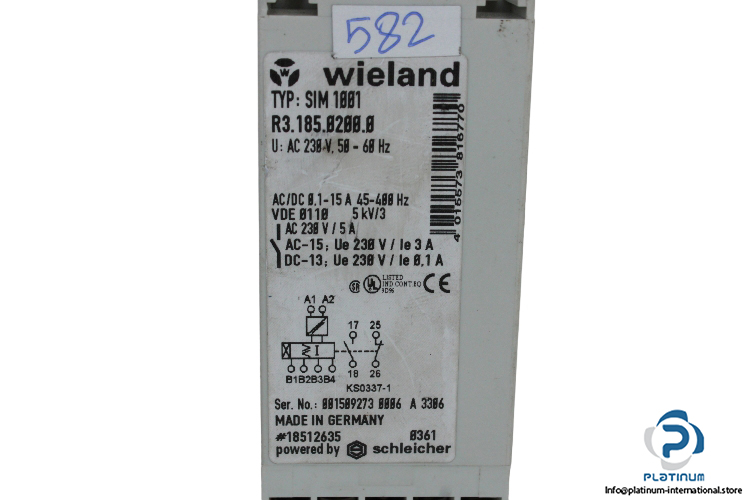 582
wieland
TYP: SIM 1001
R3.185.0200.0
U: AC 230 V, 50 - 60 Hz
AC/DC 0,1-15 A 45-400 Hz
VDE 0110 5 kV/3
AC 230 V / 5 A
AC-15; Ue 230 V / Ie 3 A
DC-13; Ue 230 V / Ie 0,1 A
4 015573 816770
LISTED
IND CONT EQ
CE
A1 A2
17 25
18 26
B1B2B3B4
KS0337-1
Ser. No.: 001509273 0006 A 3306
MADE IN GERMANY
#18512635 0361
powered by schleicher
PLATINUM
Info@platinum-international.store